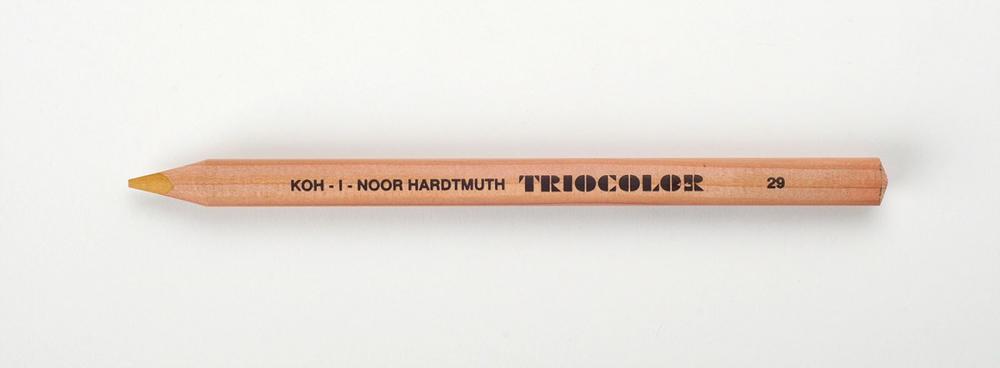 KOH - I - NOOR HARDTMUTH TRIOCOLOR 29